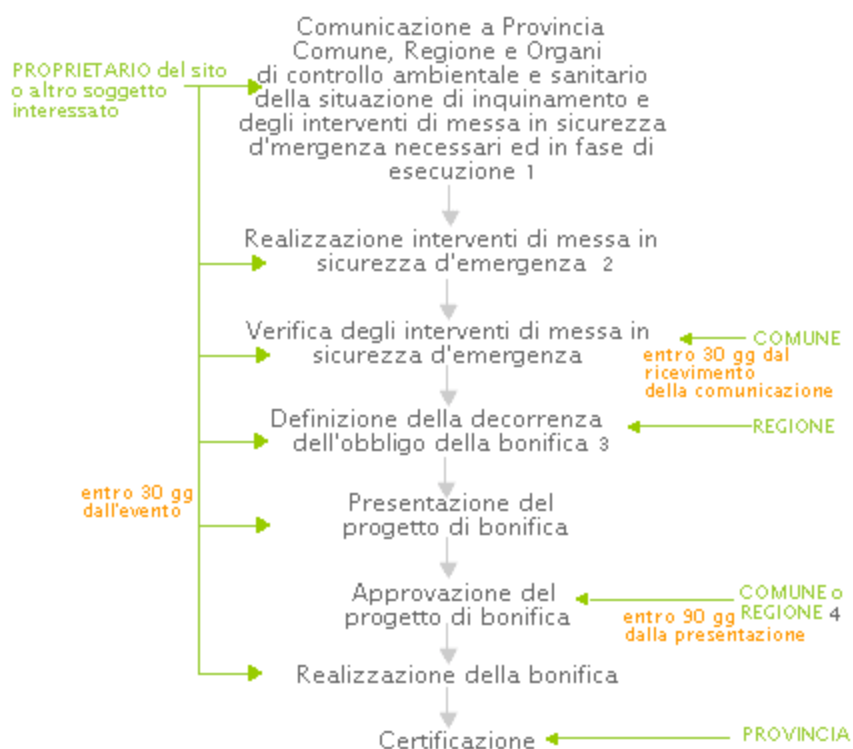 Comunicazione a Provincia
Comune, Regione e Organi
di controllo ambientale e sanitario
della situazione di inquinamento e
degli interventi di messa in sicurezza
d'mergenza necessari ed in fase di
esecuzione 1
PROPRIETARIO del sito
o altro soggetto
interessato
Realizzazione interventi di messa in
sicurezza d'emergenza 2
Verifica degli interventi di messa in
sicurezza d'emergenza
COMUNE
entro 30 gg dal
ricevimento
della comunicazione
Definizione della decorrenza
dell'obbligo della bonifica 3
REGIONE
entro 30 gg
dall'evento
Presentazione del
progetto di bonifica
Approvazione del
progetto di bonifica
COMUNE o
REGIONE 4
entro 90 gg
dalla presentazione
Realizzazione della bonifica
Certificazione
PROVINCIA